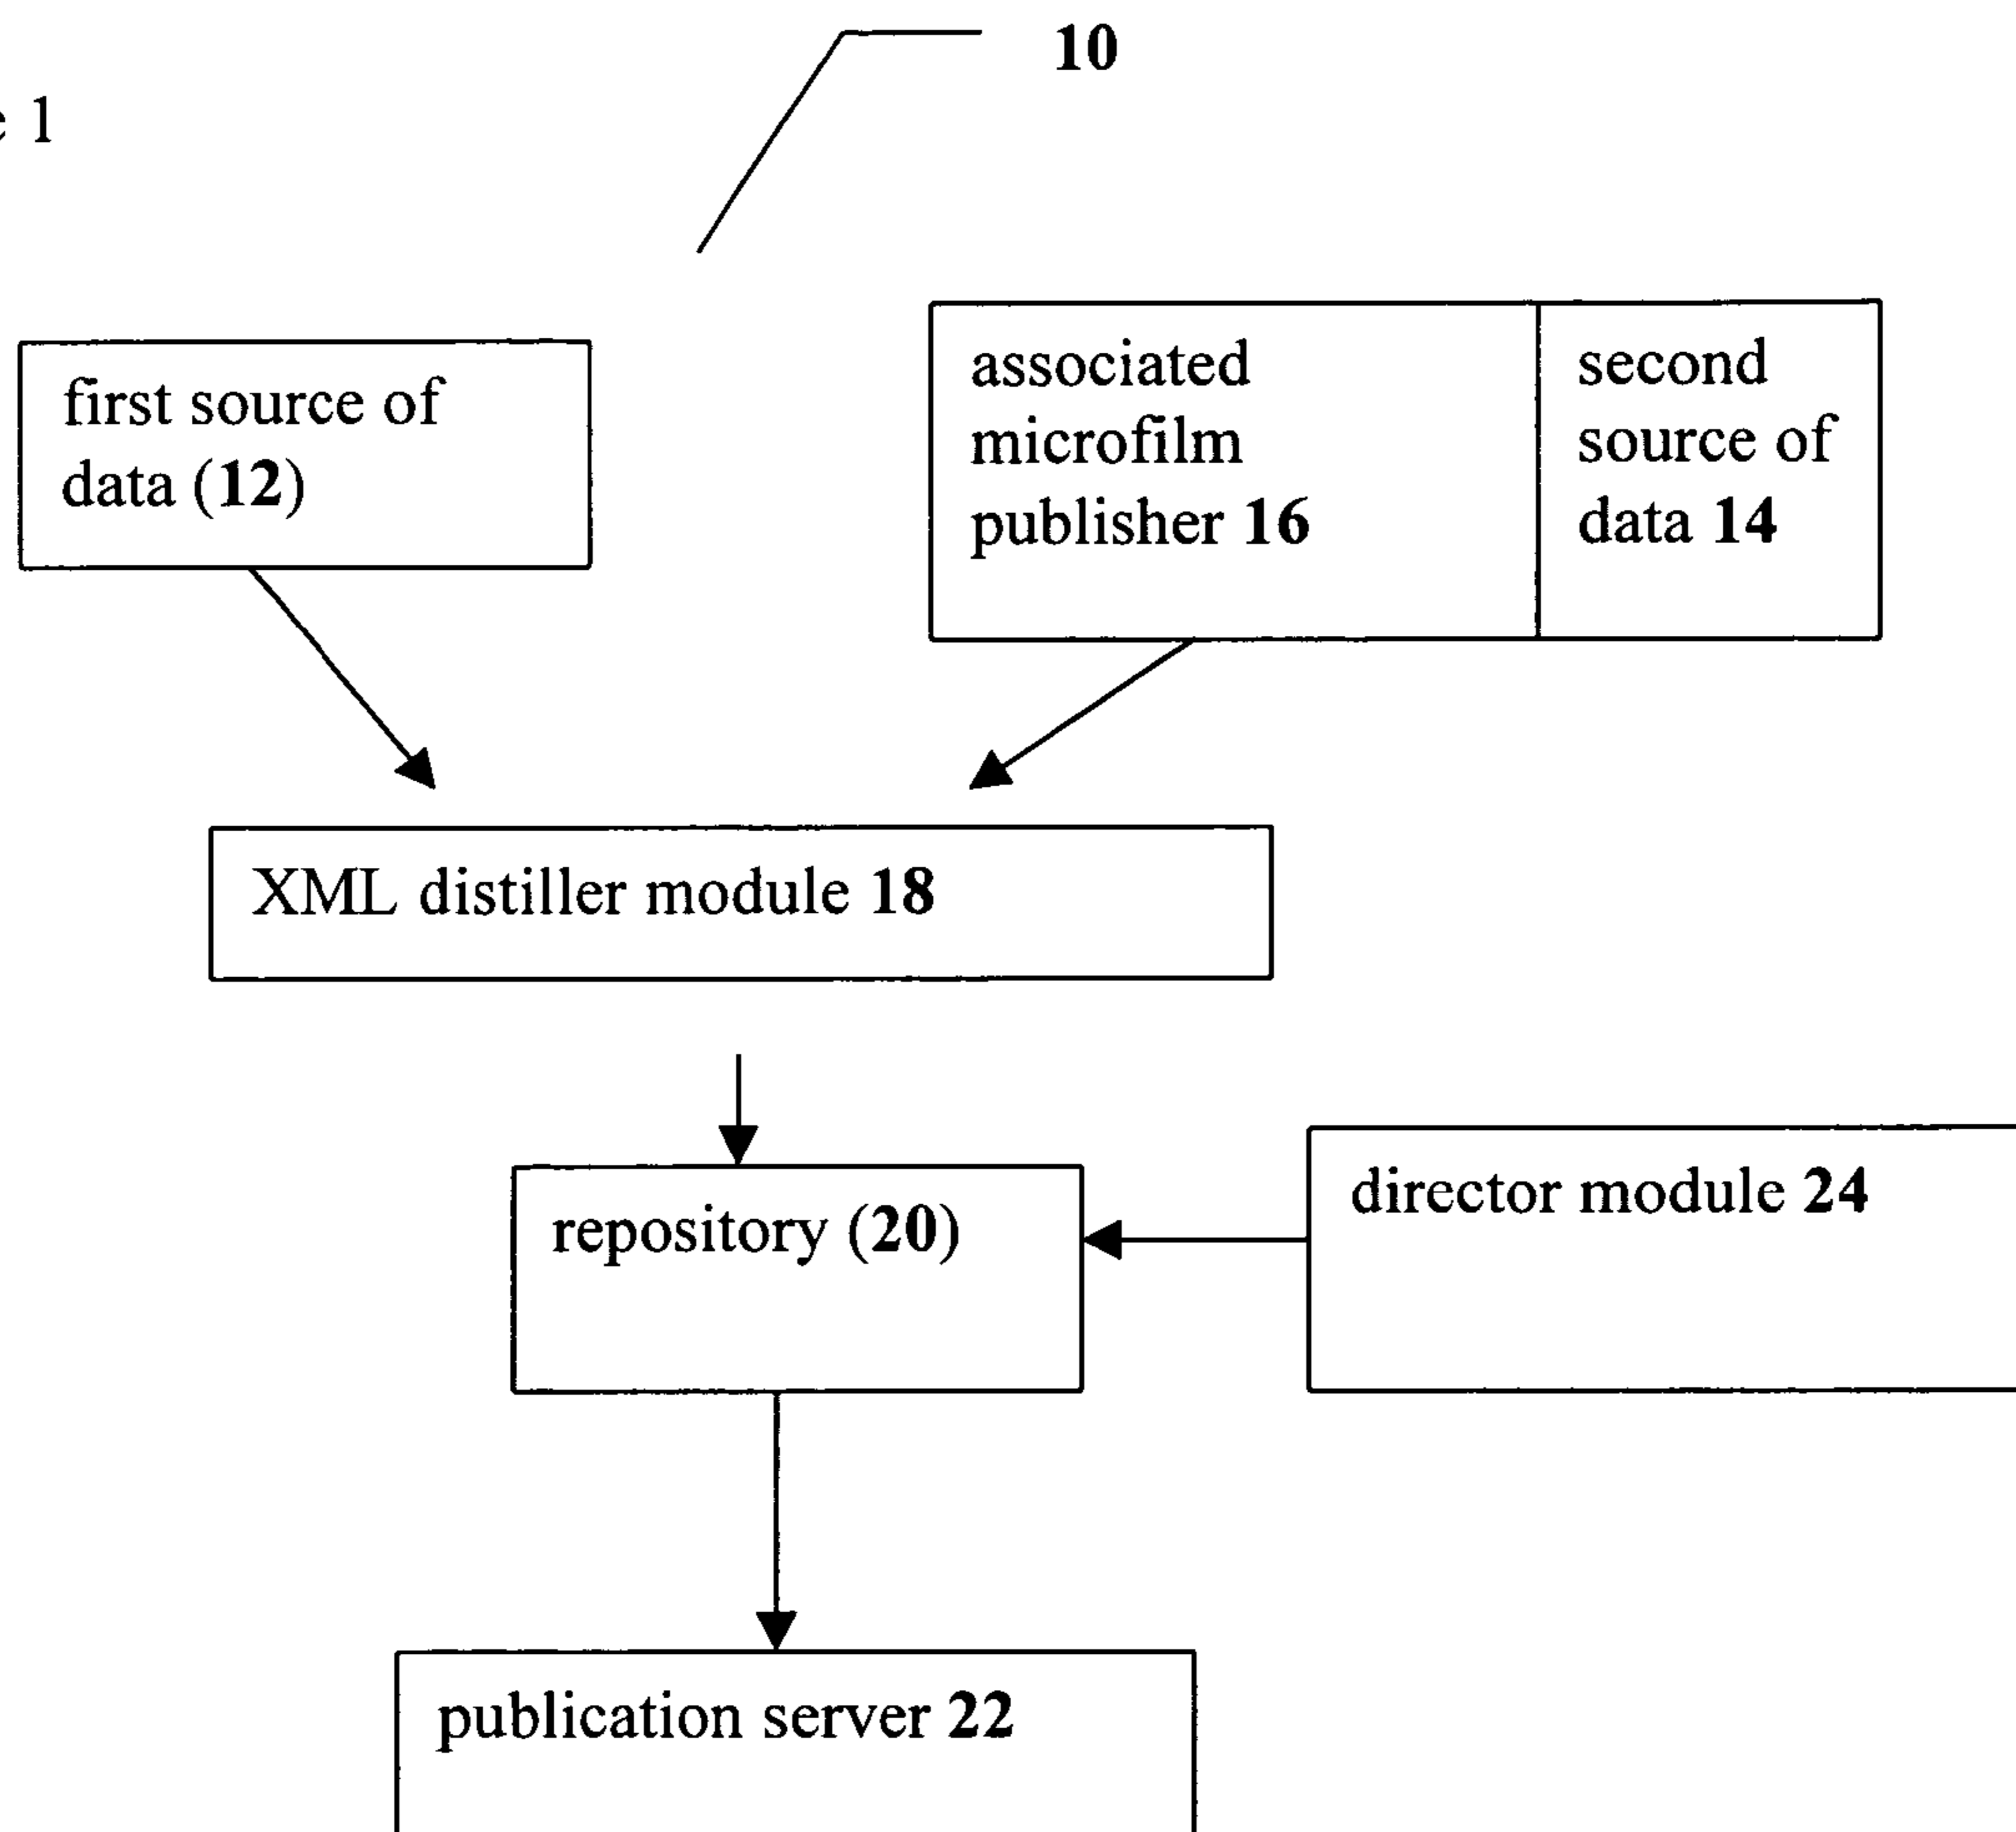 10
e 1
first source of
data (12)
associated
microfilm
publisher 16
second
source of
data 14
XML distiller module 18
repository (20)
director module 24
publication server 22